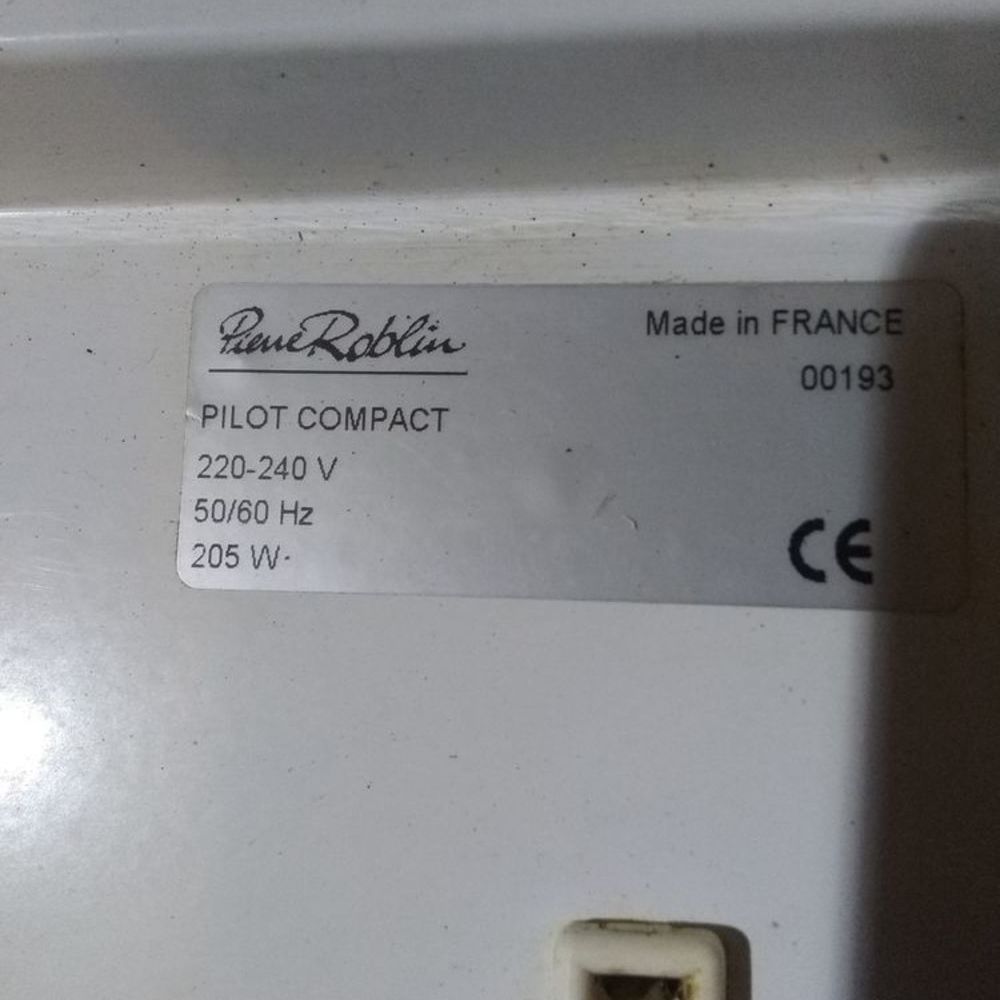 Pierre Roblin
PILOT COMPACT
220-240 V
50/60 Hz
205 W
Made in FRANCE
00193
CE